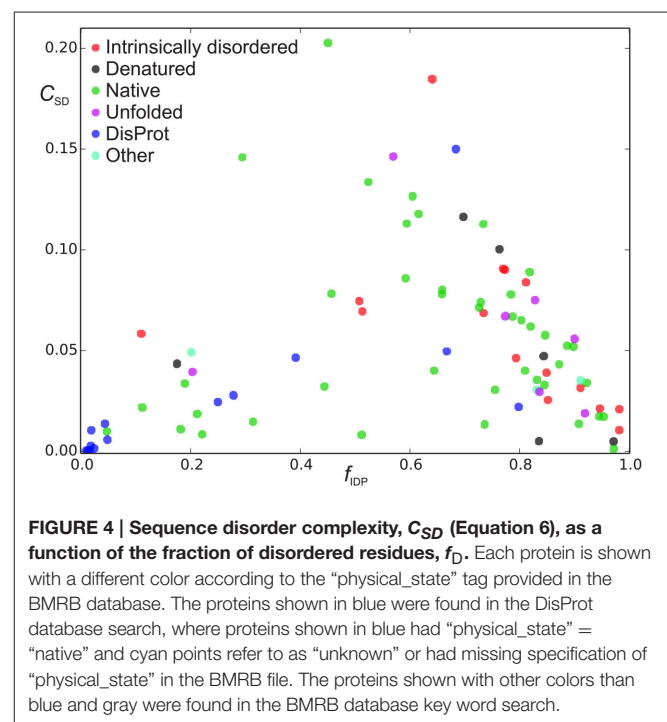 0.20
Intrinsically disordered
Denatured
C_SD
Native
Unfolded
0.15
DisProt
Other
0.10
0.05
0.00
0.0 0.2 0.4 0.6 0.8 1.0
f_IDP
FIGURE 4 | Sequence disorder complexity, C_SD (Equation 6), as a
function of the fraction of disordered residues, f_D. Each protein is shown
with a different color according to the “physical_state” tag provided in the
BMRB database. The proteins shown in blue were found in the DisProt
database search, where proteins shown in blue had “physical_state” =
“native” and cyan points refer to as “unknown” or had missing specification of
“physical_state” in the BMRB file. The proteins shown with other colors than
blue and gray were found in the BMRB database key word search.